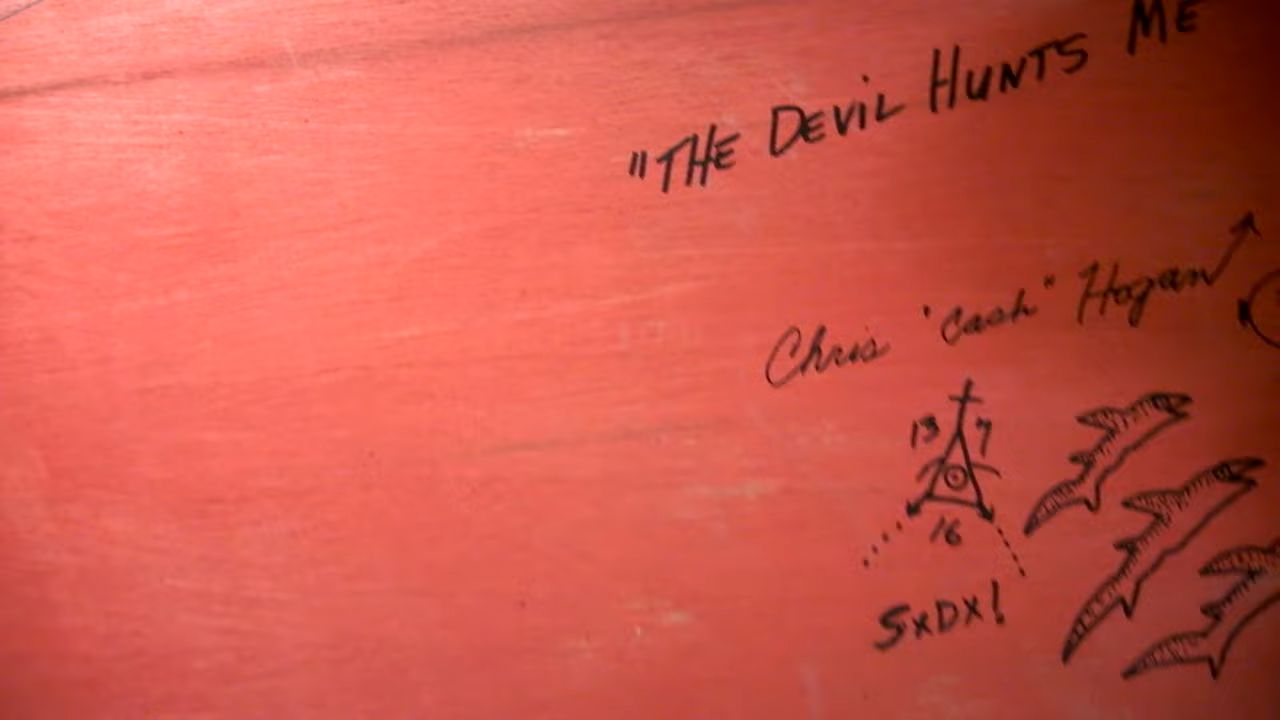 "THE DEViL HUNTS ME
Chris "Cash" Hogan
13 7
16
SxDx!